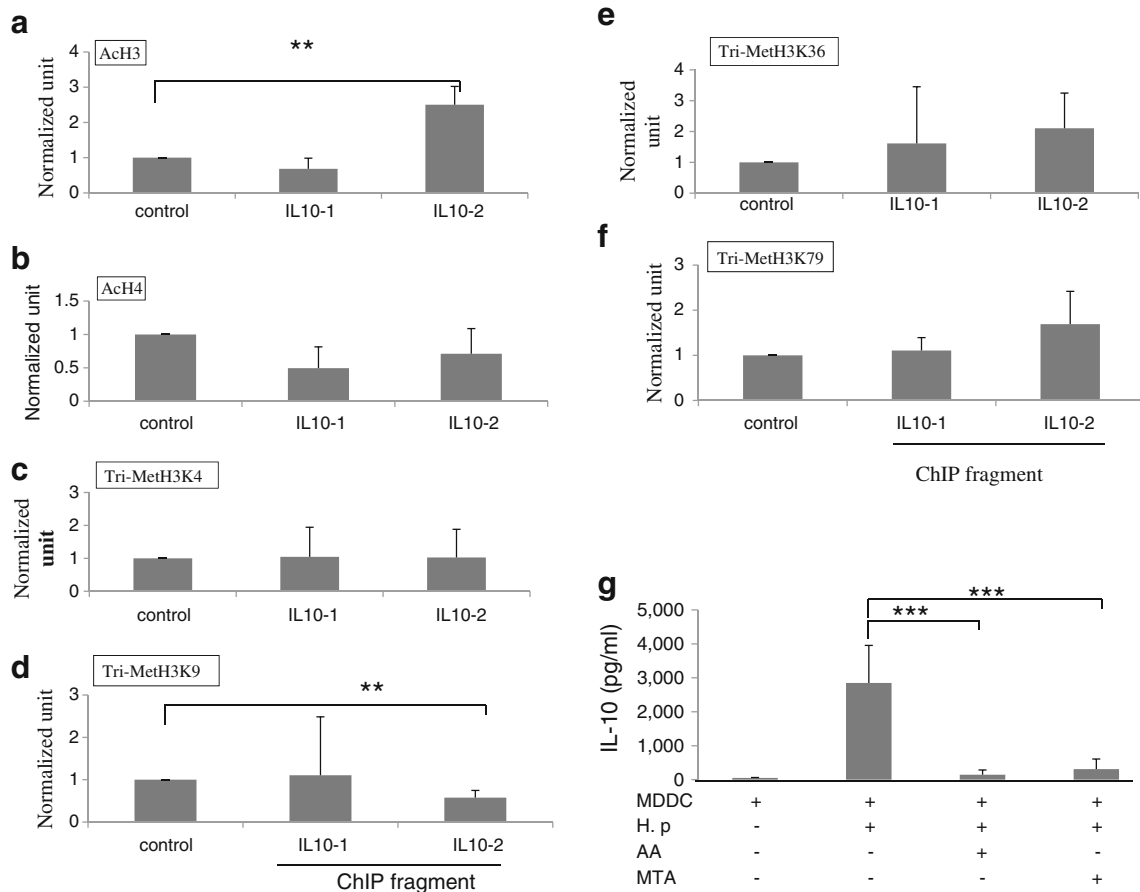 a
AcH3
**
Normalized unit
4
3
2
1
0
control IL10-1 IL10-2
b
AcH4
Normalized unit
1.5
1
0.5
0
control IL10-1 IL10-2
c
Tri-MetH3K4
Normalized
unit
3
2
1
0
control IL10-1 IL10-2
d
Tri-MetH3K9
**
Normalized unit
3
2
1
0
control IL10-1 IL10-2
ChIP fragment
e
Tri-MetH3K36
Normalized
unit
4
3
2
1
0
control IL10-1 IL10-2
f
Tri-MetH3K79
Normalized unit
3
2
1
0
control IL10-1 IL10-2
ChIP fragment
g
***
***
IL-10 (pg/ml)
5,000
4,000
3,000
2,000
1,000
0
MDDC + + + +
H. p - + + +
AA - - + -
MTA - - - +